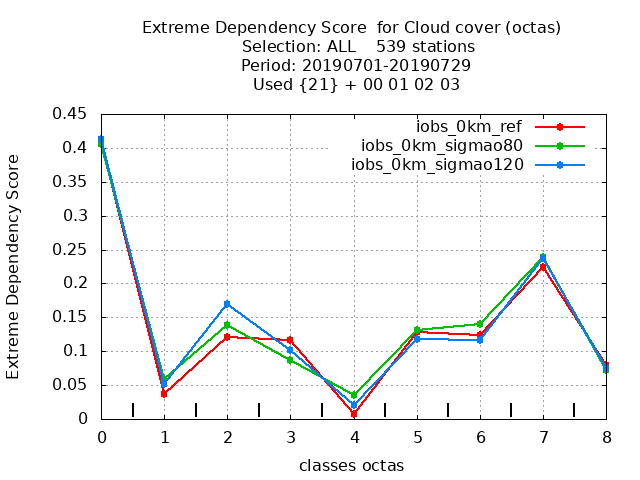 Extreme Dependency Score  for Cloud cover (octas)
Selection: ALL    539 stations
Period: 20190701-20190729
Used {21} + 00 01 02 03
iobs_0km_ref
iobs_0km_sigmao80
iobs_0km_sigmao120
Extreme Dependency Score
0.45
0.4
0.35
0.3
0.25
0.2
0.15
0.1
0.05
0
0 1 2 3 4 5 6 7 8
classes octas